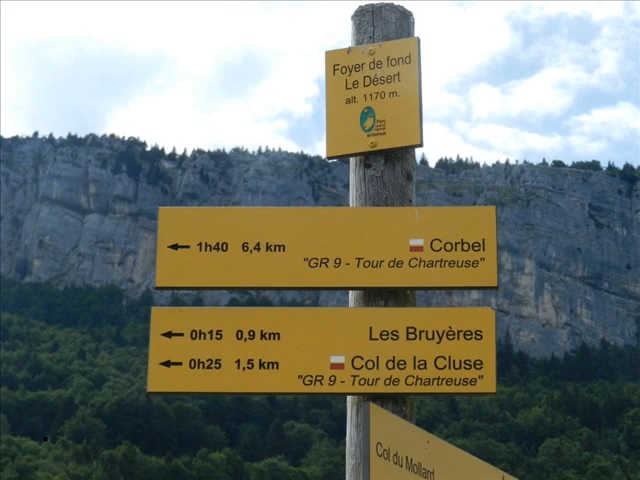 Foyer de fond
Le Désert
alt. 1170 m.
Parc
1h40 6,4 km Corbel
"GR 9 - Tour de Chartreuse"
0h15 0,9 km Les Bruyères
0h25 1,5 km Col de la Cluse
"GR 9 - Tour de Chartreuse"
Col du Mollard